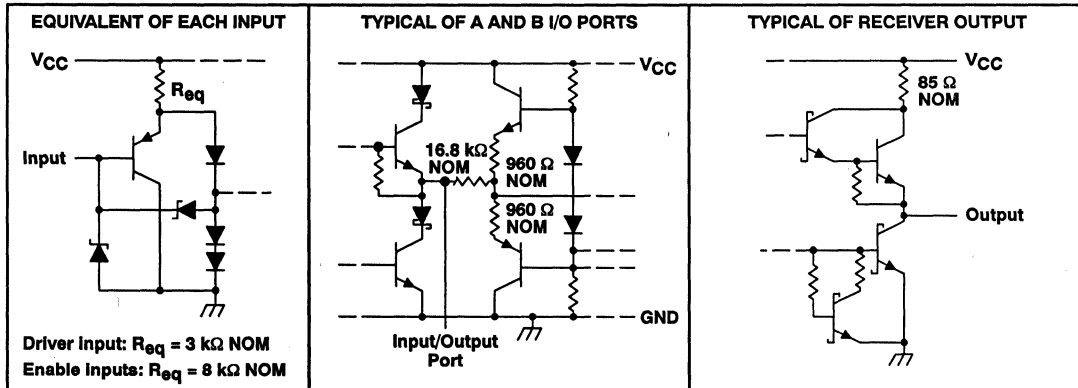 EQUIVALENT OF EACH INPUT
VCC
Req
Input
Driver input: Req = 3 kΩ NOM
Enable inputs: Req = 8 kΩ NOM
TYPICAL OF A AND B I/O PORTS
VCC
16.8 kΩ
NOM
960 Ω
NOM
960 Ω
NOM
GND
Input/Output
Port
TYPICAL OF RECEIVER OUTPUT
VCC
85 Ω
NOM
Output